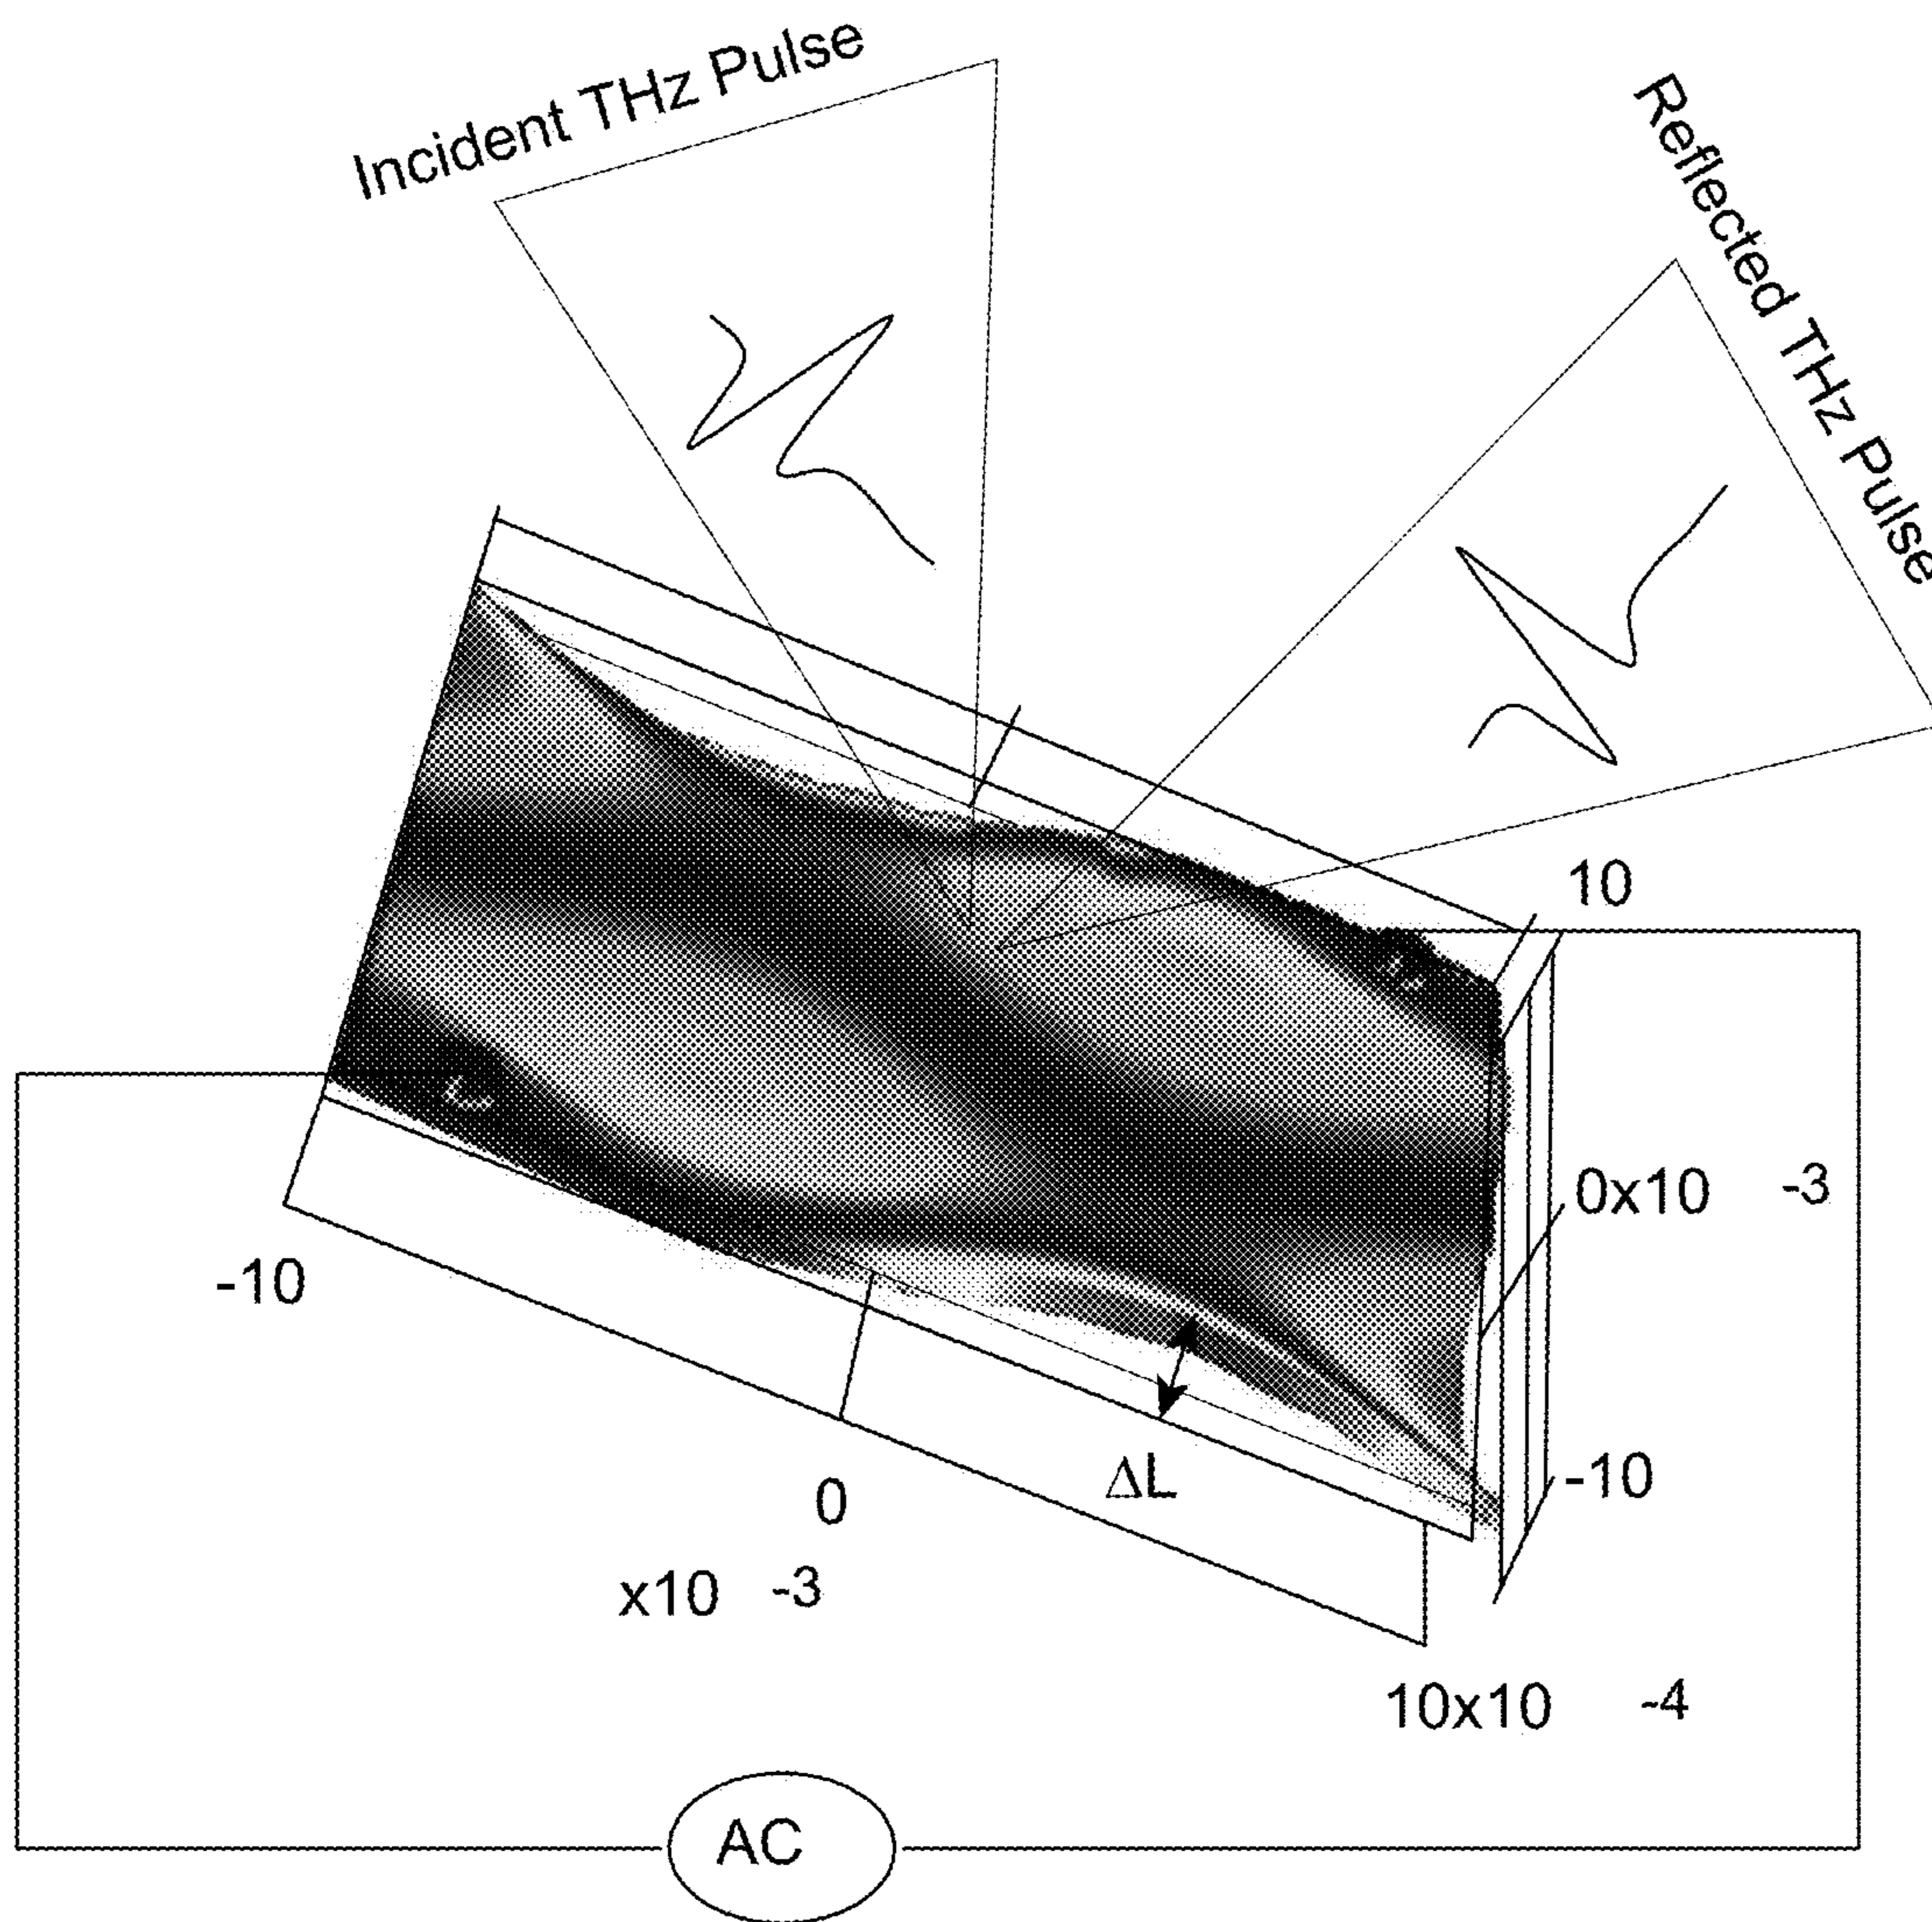 Incident THz Pulse
Reflected THz Pulse
10
0x10 -3
-10
-10
ΔL
0
x10 -3
10x10 -4
AC